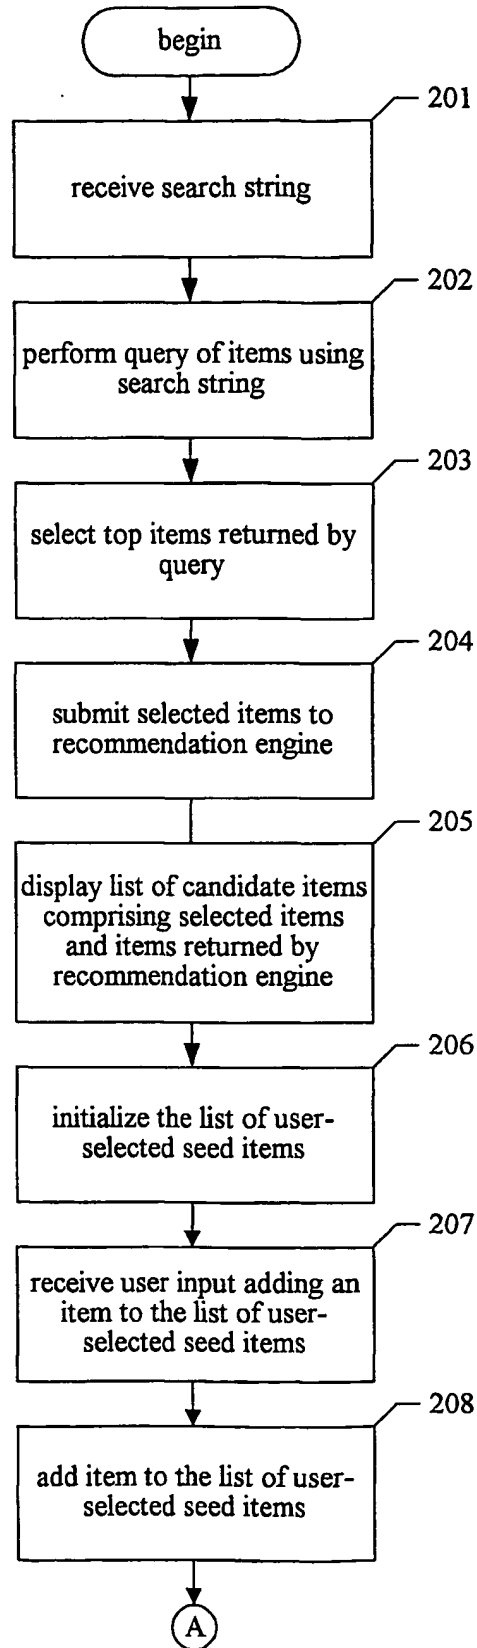 begin
201
receive search string
202
perform query of items using
search string
203
select top items returned by
query
204
submit selected items to
recommendation engine
205
display list of candidate items
comprising selected items
and items returned by
recommendation engine
206
initialize the list of user-
selected seed items
207
receive user input adding an
item to the list of user-
selected seed items
208
add item to the list of user-
selected seed items
A